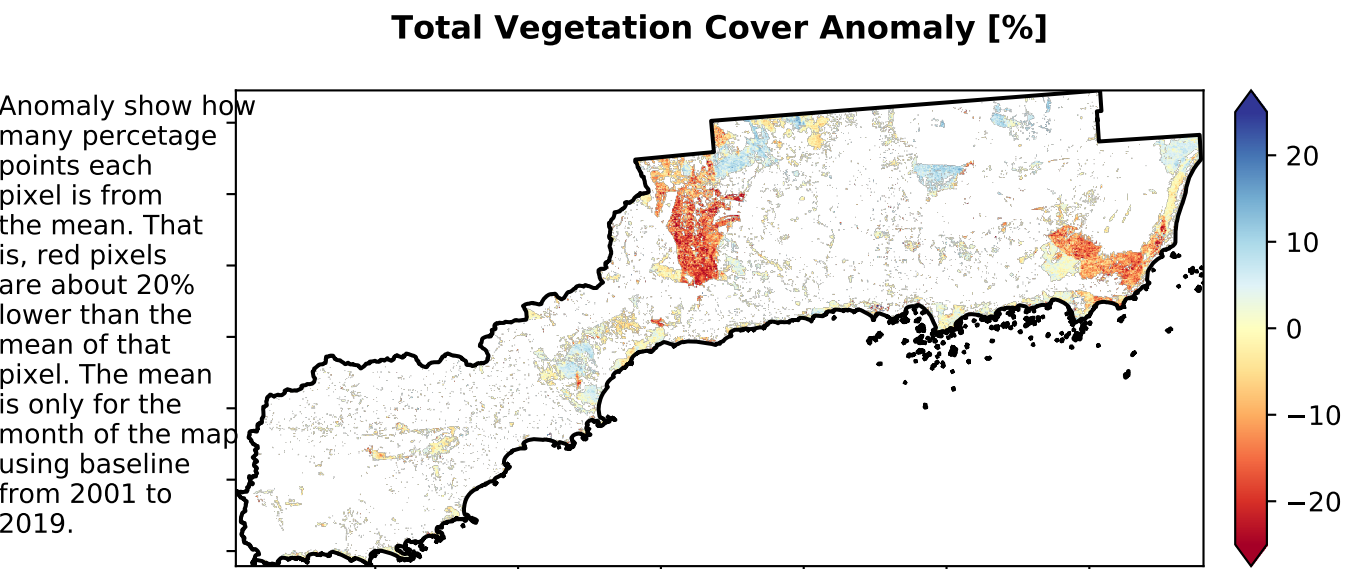 Total Vegetation Cover Anomaly [%]
Anomaly show how
many percetage
points each
pixel is from
the mean. That
is, red pixels
are about 20%
lower than the
mean of that
pixel. The mean
is only for the
month of the map
using baseline
from 2001 to
2019.
20
10
0
−10
−20